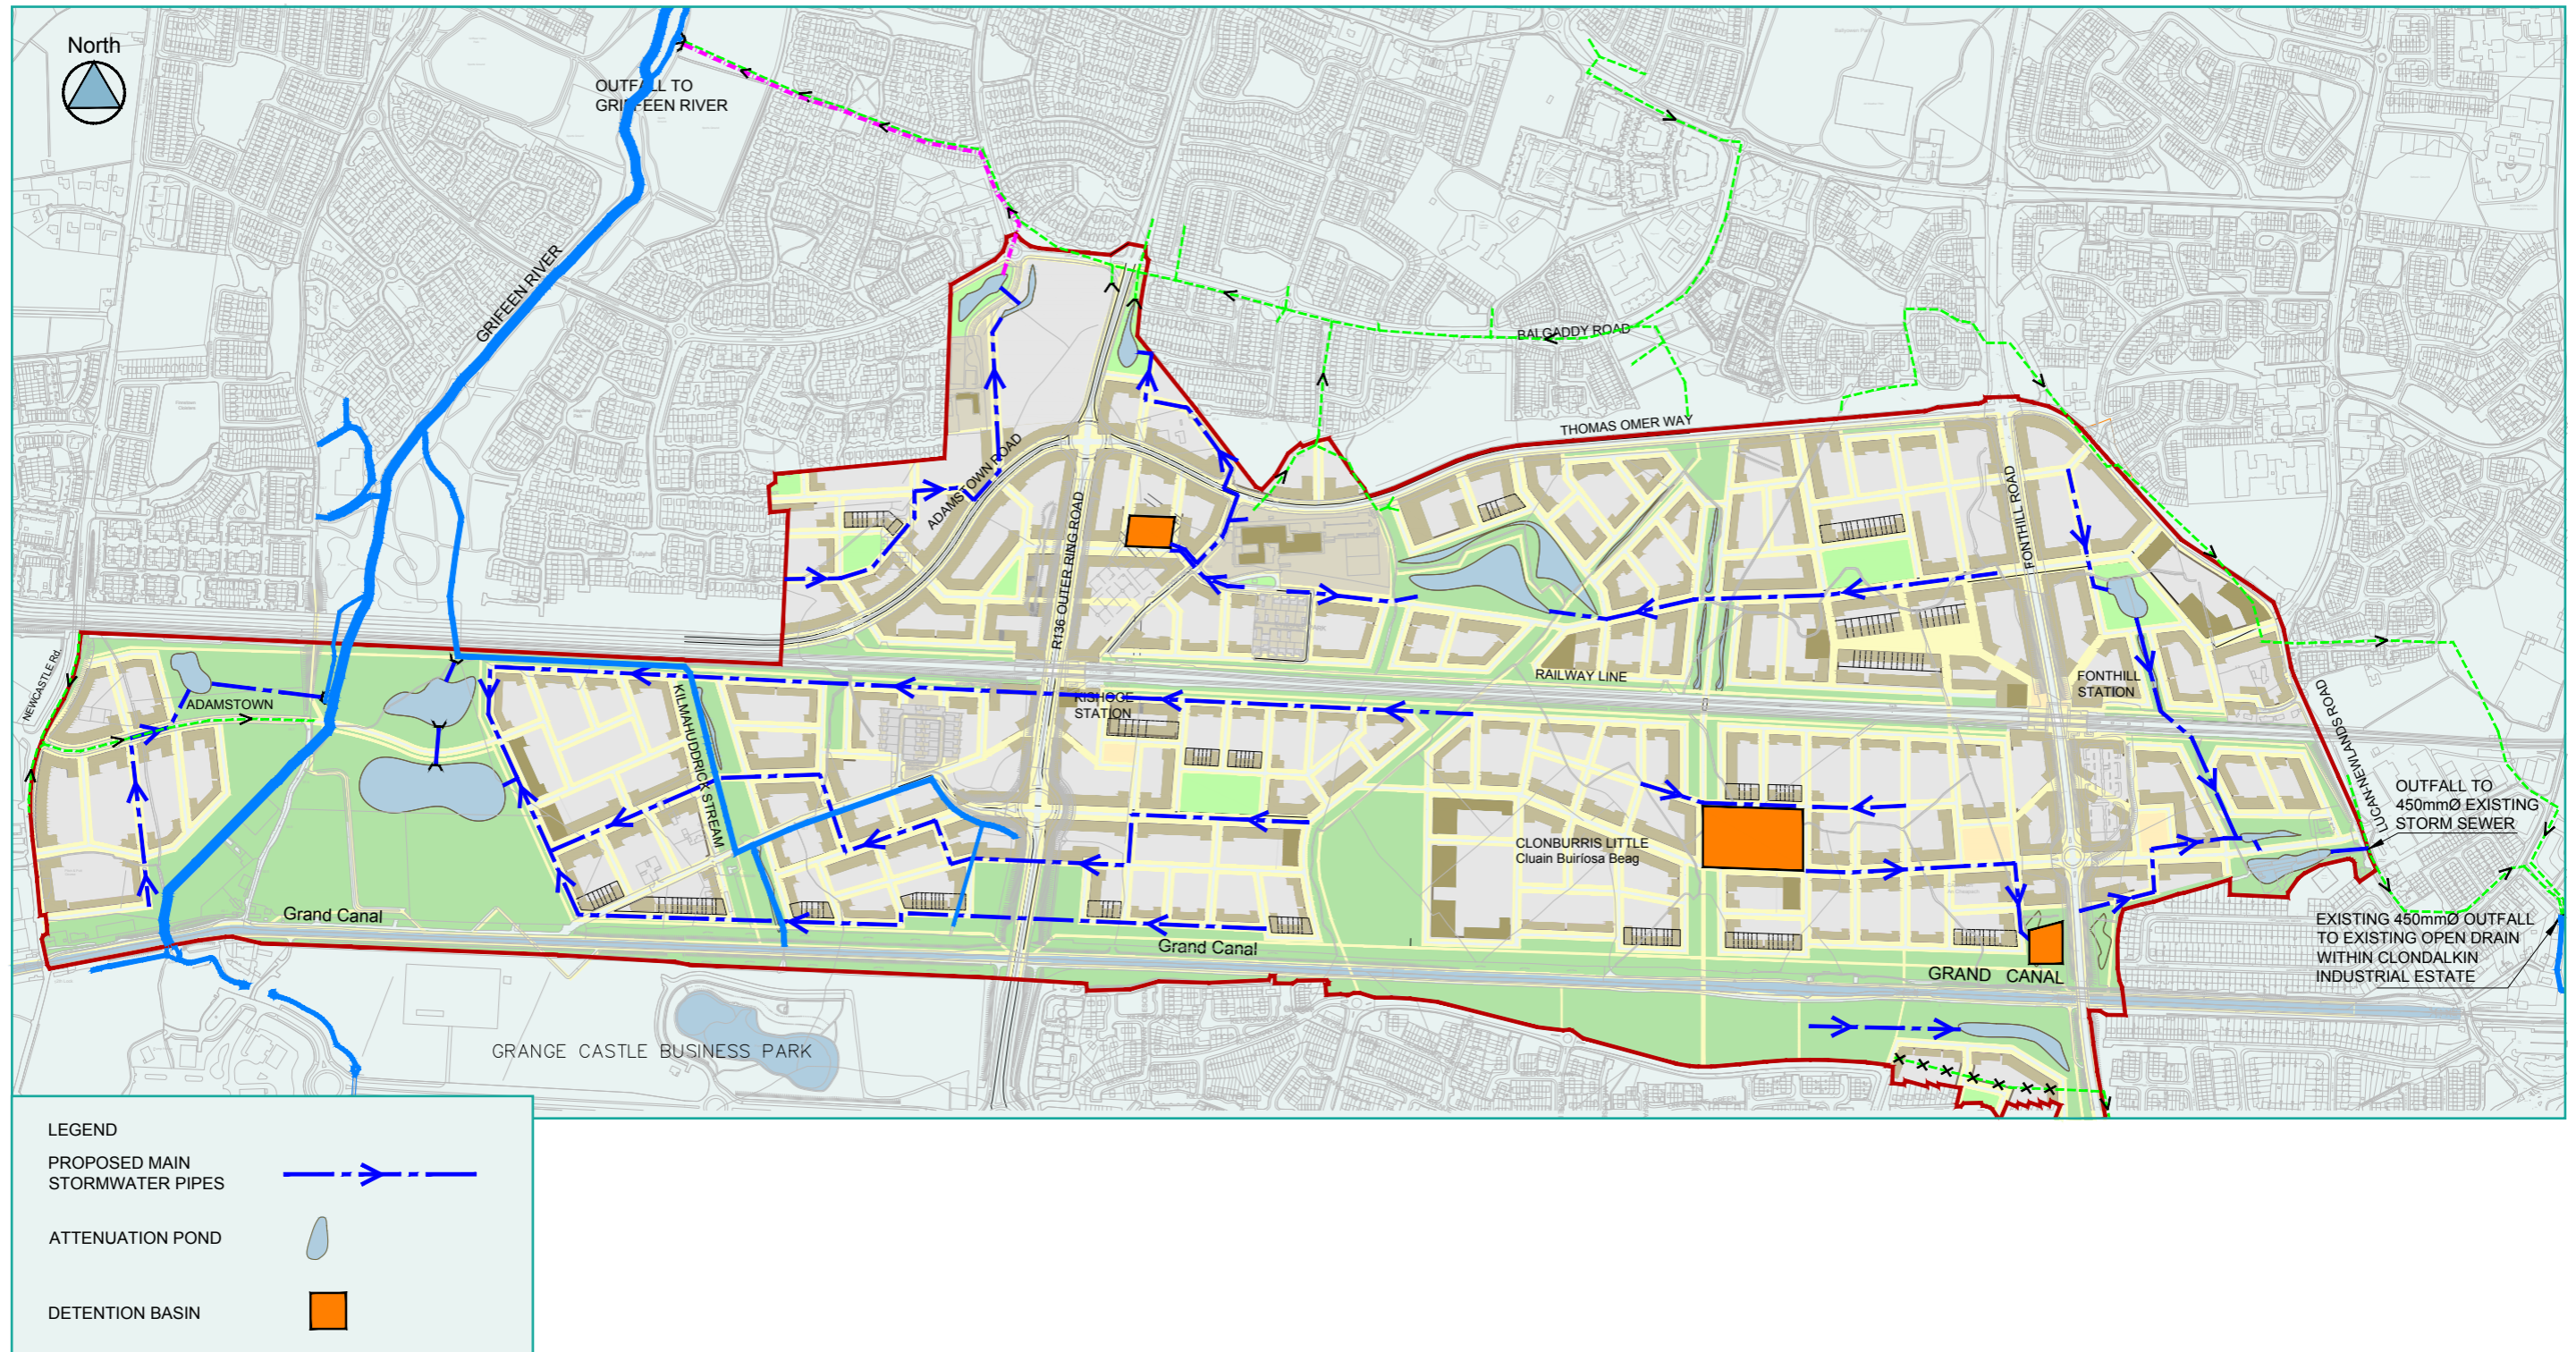 North
OUTFALL TO
GRIFFEEN RIVER
GRIFEEN RIVER
BALGADDY ROAD
THOMAS OMER WAY
ADAMSTOWN ROAD
R136 OUTER RING ROAD
FONTHILL ROAD
NEWCASTLE Rd.
ADAMSTOWN
KILMAHUDDRICK STREAM
KISHOGE
STATION
RAILWAY LINE
FONTHILL
STATION
LUCAN-NEWLANDS ROAD
OUTFALL TO
450mmØ EXISTING
STORM SEWER
CLONBURRIS LITTLE
Cluain Buiríosa Beag
Grand Canal
Grand Canal
GRAND CANAL
EXISTING 450mmØ OUTFALL
TO EXISTING OPEN DRAIN
WITHIN CLONDALKIN
INDUSTRIAL ESTATE
GRANGE CASTLE BUSINESS PARK
LEGEND
PROPOSED MAIN
STORMWATER PIPES
ATTENUATION POND
DETENTION BASIN